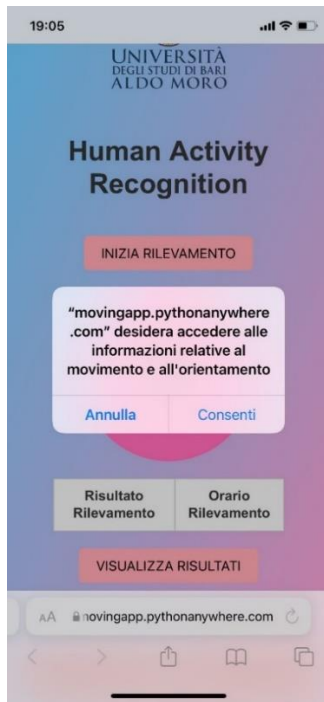 19:05
UNIVERSITÀ
DEGLI STUDI DI BARI
ALDO MORO
Human Activity
Recognition
INIZIA RILEVAMENTO
“movingapp.pythonanywhere
.com” desidera accedere alle
informazioni relative al
movimento e all'orientamento
Annulla Consenti
Risultato Orario
Rilevamento Rilevamento
VISUALIZZA RISULTATI
AA movingapp.pythonanywhere.com